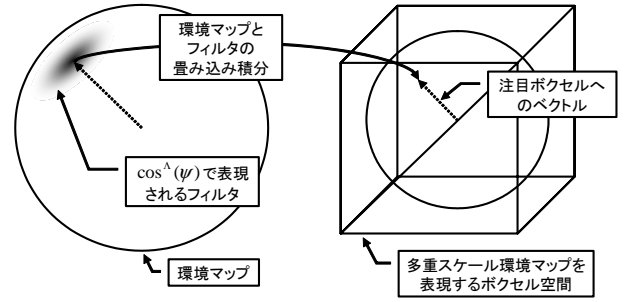 環境マップと
フィルタの
畳み込み積分
注目ボクセルへ
のベクトル
cos^Λ(ψ)で表現
されるフィルタ
環境マップ
多重スケール環境マップを
表現するボクセル空間